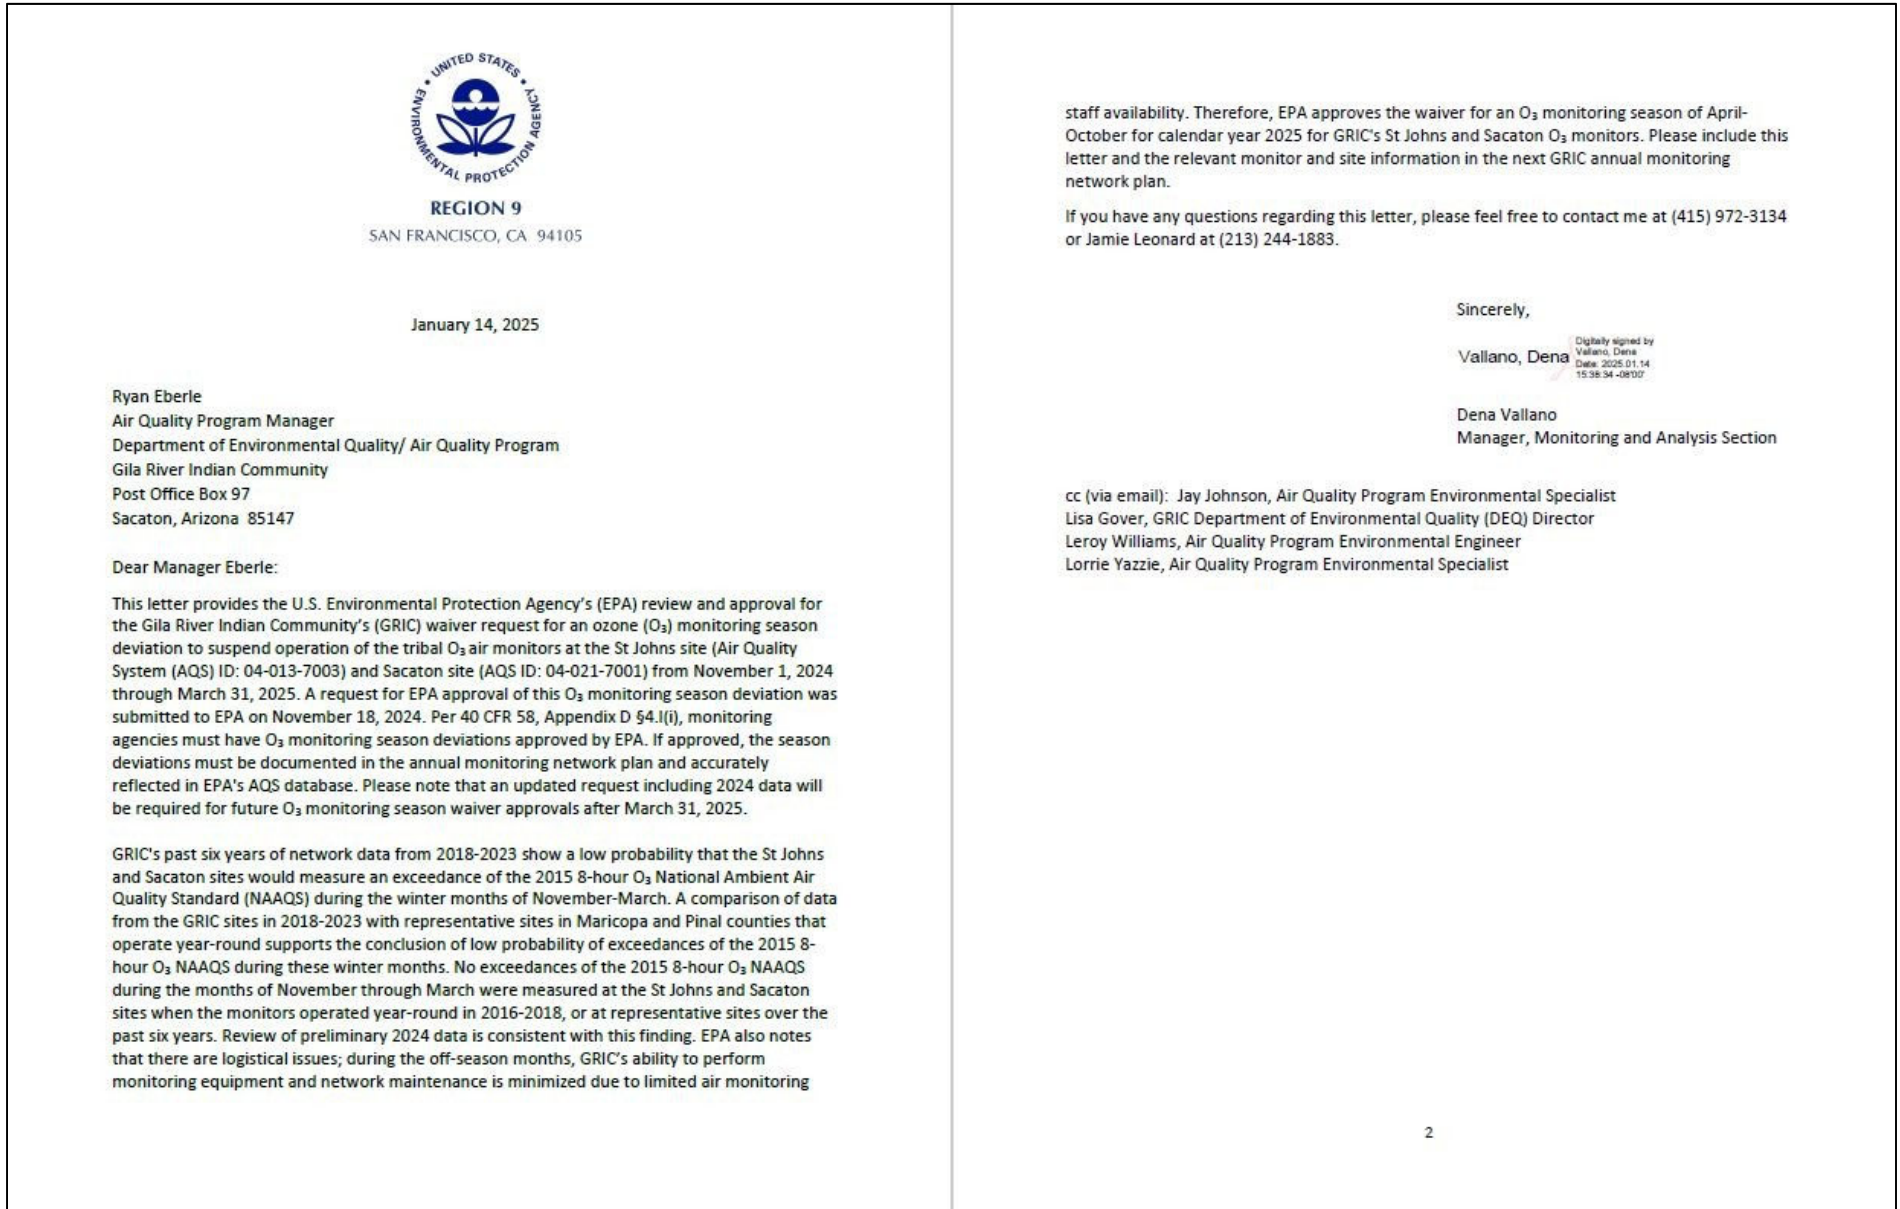 UNITED STATES
ENVIRONMENTAL PROTECTION AGENCY
REGION 9
SAN FRANCISCO, CA 94105
January 14, 2025
Ryan Eberle
Air Quality Program Manager
Department of Environmental Quality/ Air Quality Program
Gila River Indian Community
Post Office Box 97
Sacaton, Arizona 85147
Dear Manager Eberle:
This letter provides the U.S. Environmental Protection Agency's (EPA) review and approval for
the Gila River Indian Community's (GRIC) waiver request for an ozone (O₃) monitoring season
deviation to suspend operation of the tribal O₃ air monitors at the St Johns site (Air Quality
System (AQS) ID: 04-013-7003) and Sacaton site (AQS ID: 04-021-7001) from November 1, 2024
through March 31, 2025. A request for EPA approval of this O₃ monitoring season deviation was
submitted to EPA on November 18, 2024. Per 40 CFR 58, Appendix D §4.l(i), monitoring
agencies must have O₃ monitoring season deviations approved by EPA. If approved, the season
deviations must be documented in the annual monitoring network plan and accurately
reflected in EPA's AQS database. Please note that an updated request including 2024 data will
be required for future O₃ monitoring season waiver approvals after March 31, 2025.
GRIC's past six years of network data from 2018-2023 show a low probability that the St Johns
and Sacaton sites would measure an exceedance of the 2015 8-hour O₃ National Ambient Air
Quality Standard (NAAQS) during the winter months of November-March. A comparison of data
from the GRIC sites in 2018-2023 with representative sites in Maricopa and Pinal counties that
operate year-round supports the conclusion of low probability of exceedances of the 2015 8-
hour O₃ NAAQS during these winter months. No exceedances of the 2015 8-hour O₃ NAAQS
during the months of November through March were measured at the St Johns and Sacaton
sites when the monitors operated year-round in 2016-2018, or at representative sites over the
past six years. Review of preliminary 2024 data is consistent with this finding. EPA also notes
that there are logistical issues; during the off-season months, GRIC's ability to perform
monitoring equipment and network maintenance is minimized due to limited air monitoring
staff availability. Therefore, EPA approves the waiver for an O₃ monitoring season of April-
October for calendar year 2025 for GRIC's St Johns and Sacaton O₃ monitors. Please include this
letter and the relevant monitor and site information in the next GRIC annual monitoring
network plan.
If you have any questions regarding this letter, please feel free to contact me at (415) 972-3134
or Jamie Leonard at (213) 244-1883.
Sincerely,
Vallano, Dena
Digitally signed by
Vallano, Dena
Date: 2025.01.14
15:38:34 -08'00'
Dena Vallano
Manager, Monitoring and Analysis Section
cc (via email): Jay Johnson, Air Quality Program Environmental Specialist
Lisa Gover, GRIC Department of Environmental Quality (DEQ) Director
Leroy Williams, Air Quality Program Environmental Engineer
Lorrie Yazzie, Air Quality Program Environmental Specialist
2